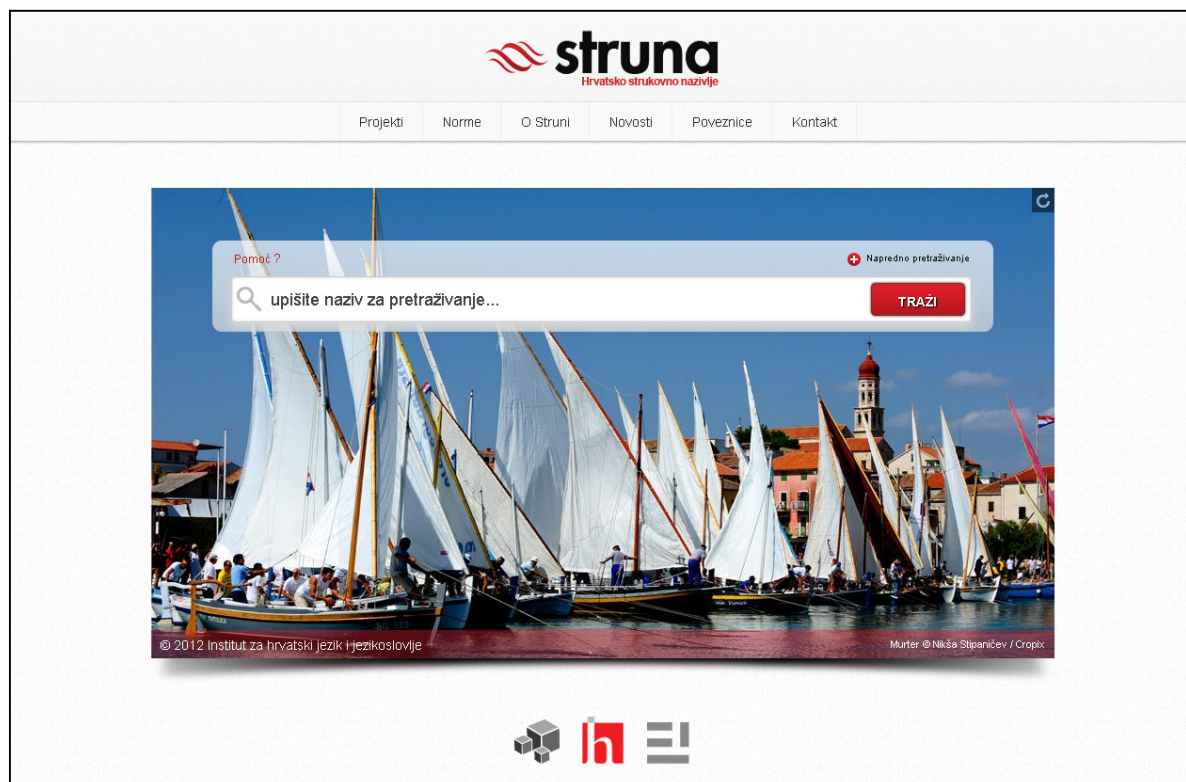 struna
Hrvatsko strukovno nazivlje
Projekti Norme O Struni Novosti Poveznice Kontakt
Pomoć ? Napredno pretraživanje
upišite naziv za pretraživanje... TRAŽI
© 2012 Institut za hrvatski jezik i jezikoslovlje Murter © Nikša Stipaničev / Cropix